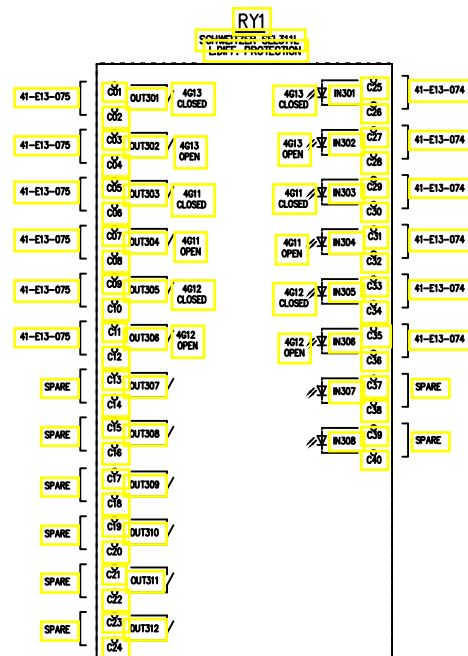 RY1
SCHWEITZER SEL311L
L.DIFF. PROTECTION
41-E13-075 C01 OUT301 4G13 CLOSED C02
41-E13-075 C03 OUT302 4G13 OPEN C04
41-E13-075 C05 OUT303 4G11 CLOSED C06
41-E13-075 C07 OUT304 4G11 OPEN C08
41-E13-075 C09 OUT305 4G12 CLOSED C10
41-E13-075 C11 OUT306 4G12 OPEN C12
SPARE C13 OUT307 C14
SPARE C15 OUT308 C16
SPARE C17 OUT309 C18
SPARE C19 OUT310 C20
SPARE C21 OUT311 C22
SPARE C23 OUT312 C24
4G13 CLOSED IN301 C25 C26 41-E13-074
4G13 OPEN IN302 C27 C28 41-E13-074
4G11 CLOSED IN303 C29 C30 41-E13-074
4G11 OPEN IN304 C31 C32 41-E13-074
4G12 CLOSED IN305 C33 C34 41-E13-074
4G12 OPEN IN306 C35 C36 41-E13-074
IN307 C37 C38 SPARE
IN308 C39 C40 SPARE